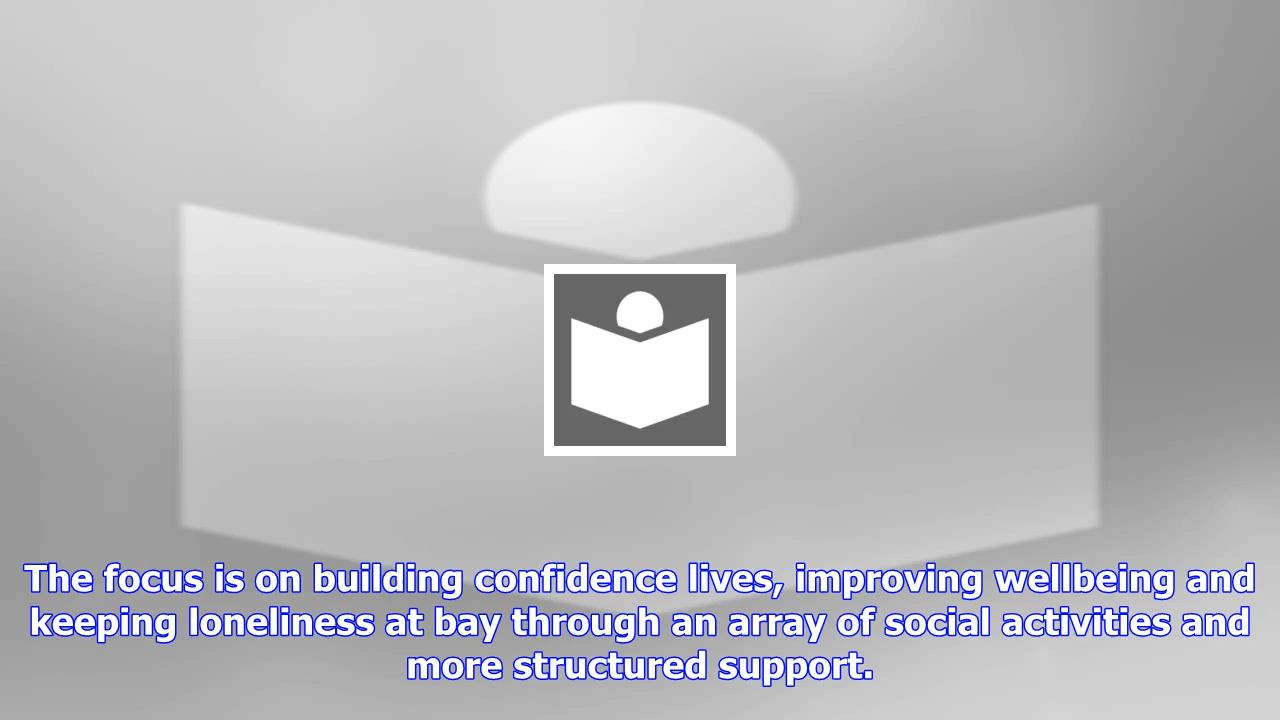 The focus is on building confidence lives, improving wellbeing and
keeping loneliness at bay through an array of social activities and
more structured support.